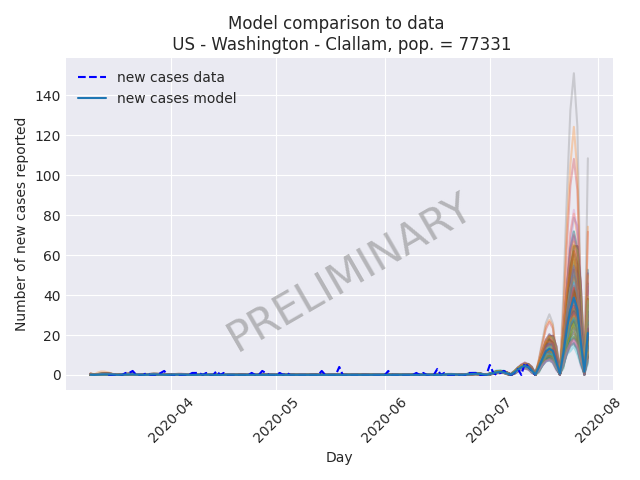 Model comparison to data
US - Washington - Clallam, pop. = 77331
new cases data
new cases model
140
120
100
80
60
40
20
0
Number of new cases reported
PRELIMINARY
2020-04
2020-05
2020-06
2020-07
2020-08
Day